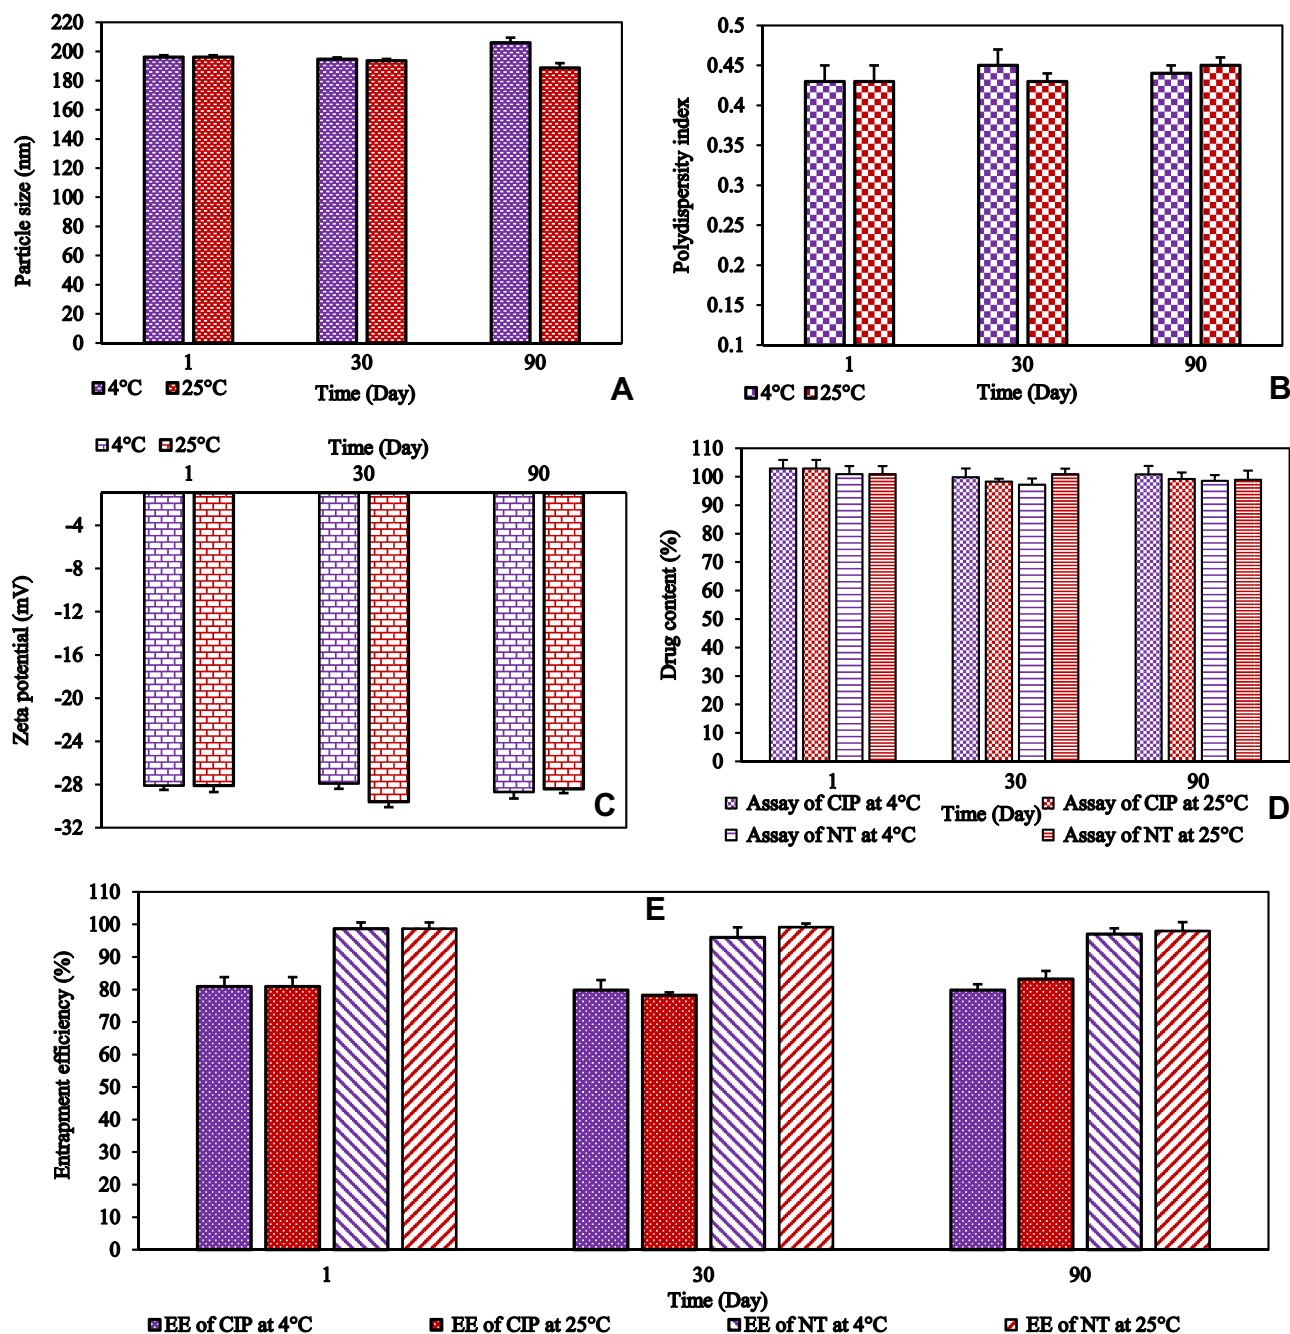 220
200
180
160
140
120
100
80
60
40
20
0
Particle size (nm)
1 30 90
4°C 25°C
Time (Day)
A
0.5
0.45
0.4
0.35
0.3
0.25
0.2
0.15
0.1
Polydispersity index
1 30 90
4°C 25°C
Time (Day)
B
4°C 25°C
Time (Day)
1 30 90
-4
-8
-12
-16
-20
-24
-28
-32
Zeta potential (mV)
C
110
100
90
80
70
60
50
40
30
20
10
0
Drug content (%)
1 30 90
Assay of CIP at 4°C Assay of CIP at 25°C
Time (Day)
Assay of NT at 4°C Assay of NT at 25°C
D
110
100
90
80
70
60
50
40
30
20
10
0
Entrapment efficiency (%)
E
1 30 90
Time (Day)
EE of CIP at 4°C EE of CIP at 25°C EE of NT at 4°C EE of NT at 25°C